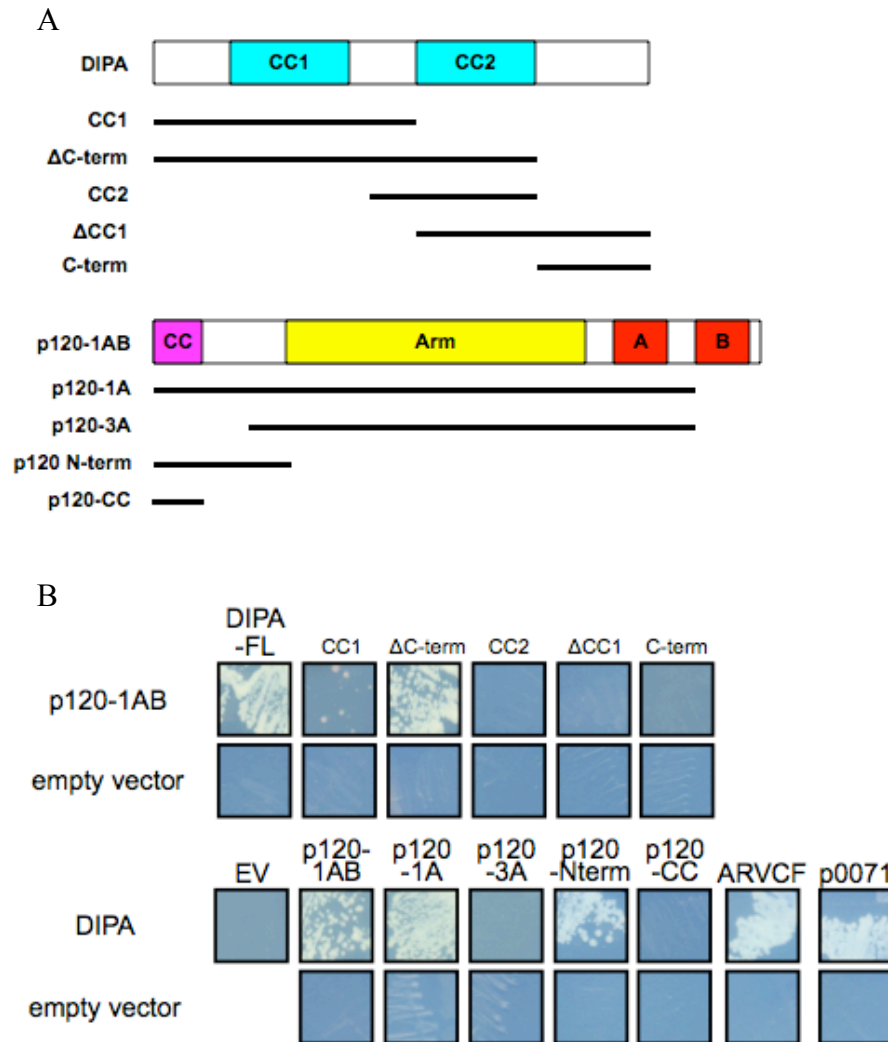 A
DIPA CC1 CC2
CC1
ΔC-term
CC2
ΔCC1
C-term
p120-1AB CC Arm A B
p120-1A
p120-3A
p120 N-term
p120-CC
B
DIPA
-FL CC1 ΔC-term CC2 ΔCC1 C-term
p120-1AB
empty vector
EV p120-1AB p120-1A p120-3A p120-Nterm p120-CC ARVCF p0071
DIPA
empty vector